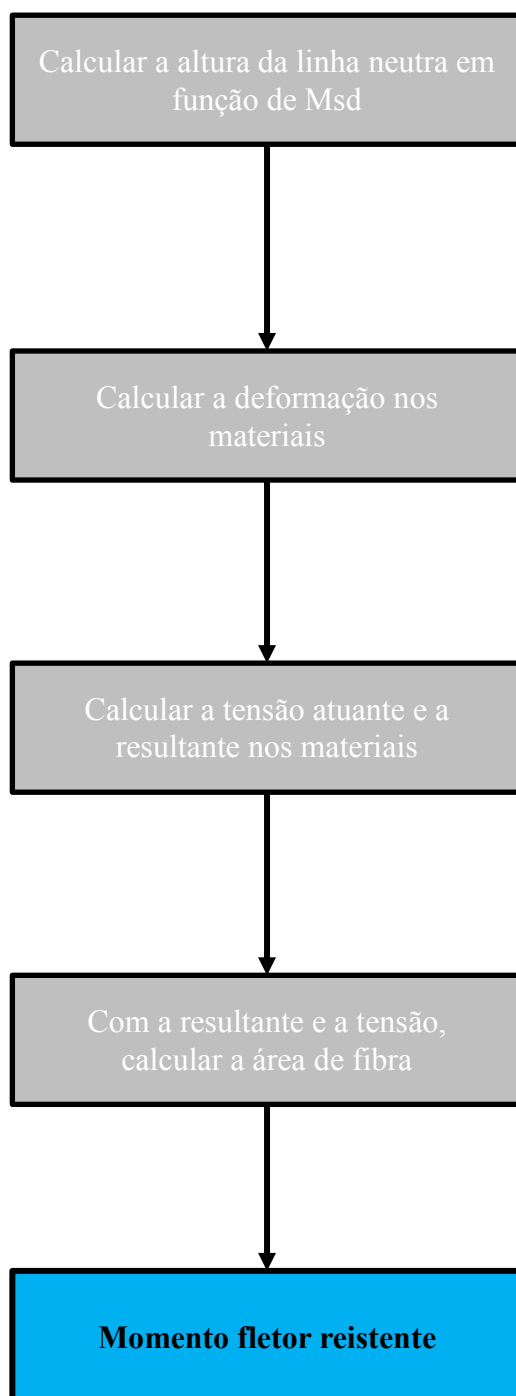 Calcular a altura da linha neutra em
função de Msd
Calcular a deformação nos
materiais
Calcular a tensão atuante e a
resultante nos materiais
Com a resultante e a tensão,
calcular a área de fibra
Momento fletor reistente